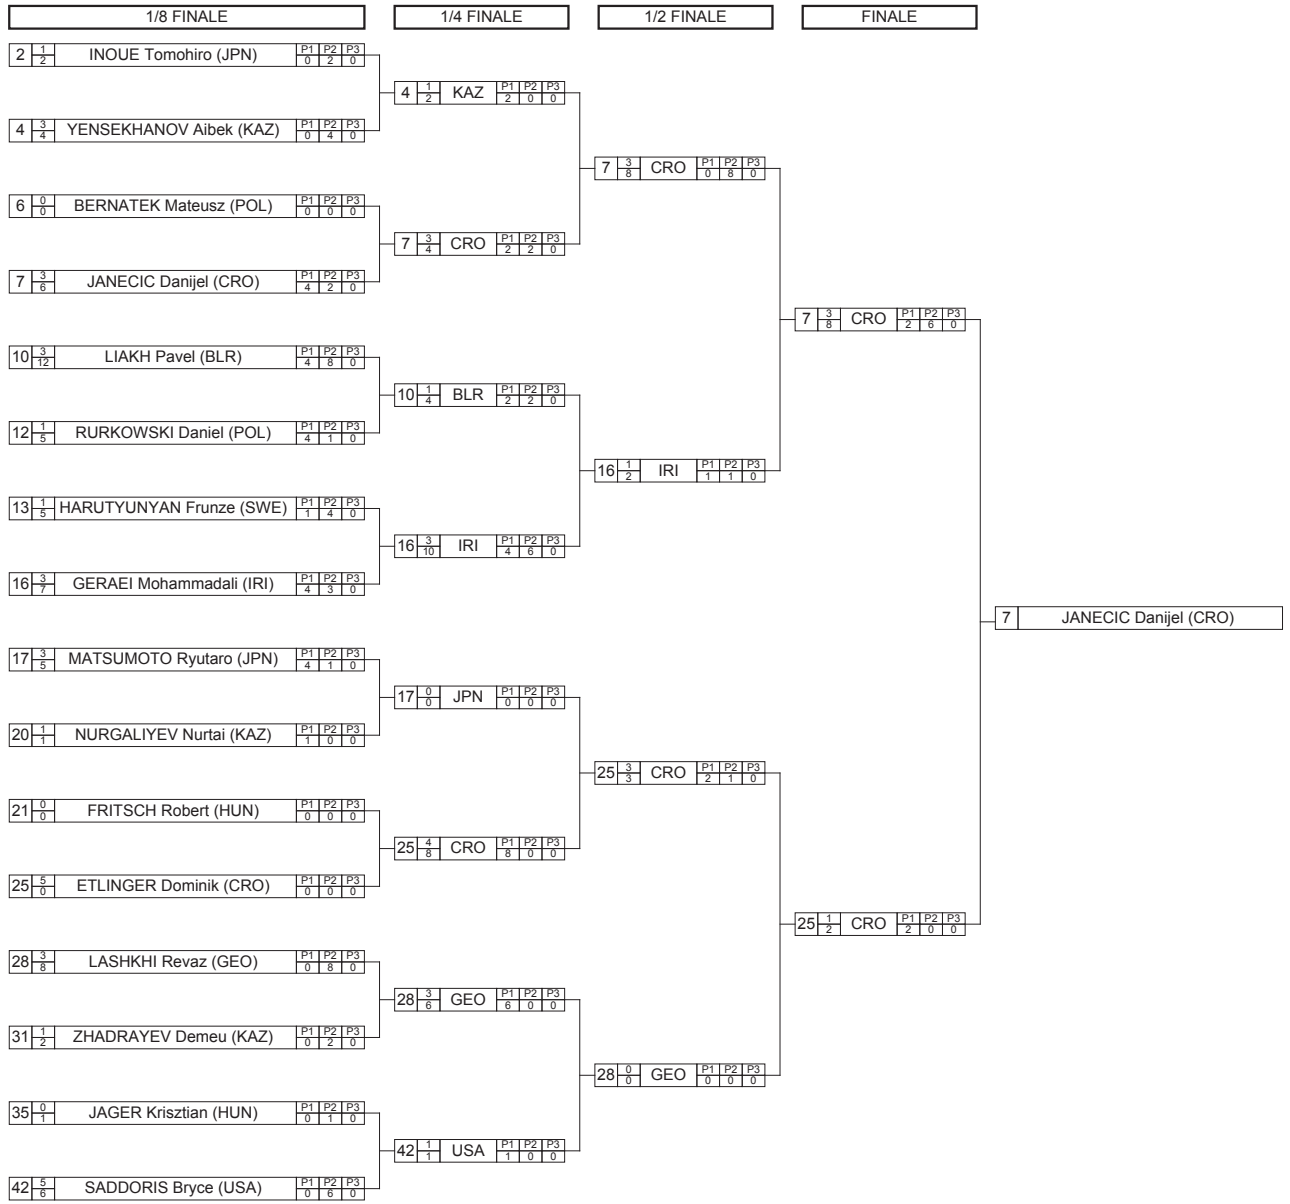 1/8 FINALE 1/4 FINALE 1/2 FINALE FINALE
2 1 2 INOUE Tomohiro (JPN) P1 P2 P3 0 2 0
4 1 2 KAZ P1 P2 P3 2 0 0
4 3 4 YENSEKHANOV Aibek (KAZ) P1 P2 P3 0 4 0
7 3 8 CRO P1 P2 P3 0 8 0
6 0 0 BERNATEK Mateusz (POL) P1 P2 P3 0 0 0
7 3 4 CRO P1 P2 P3 2 2 0
7 3 6 JANECIC Danijel (CRO) P1 P2 P3 4 2 0
7 3 8 CRO P1 P2 P3 2 6 0
10 3 12 LIAKH Pavel (BLR) P1 P2 P3 4 8 0
10 1 4 BLR P1 P2 P3 2 2 0
12 1 5 RURKOWSKI Daniel (POL) P1 P2 P3 4 1 0
16 1 2 IRI P1 P2 P3 1 1 0
13 1 5 HARUTYUNYAN Frunze (SWE) P1 P2 P3 1 4 0
16 3 10 IRI P1 P2 P3 4 6 0
16 3 7 GERAEI Mohammadali (IRI) P1 P2 P3 4 3 0
7 JANECIC Danijel (CRO)
17 3 5 MATSUMOTO Ryutaro (JPN) P1 P2 P3 4 1 0
17 0 0 JPN P1 P2 P3 0 0 0
20 1 1 NURGALIYEV Nurtai (KAZ) P1 P2 P3 1 0 0
25 3 3 CRO P1 P2 P3 2 1 0
21 0 0 FRITSCH Robert (HUN) P1 P2 P3 0 0 0
25 4 8 CRO P1 P2 P3 8 0 0
25 5 0 ETLINGER Dominik (CRO) P1 P2 P3 0 0 0
25 1 2 CRO P1 P2 P3 2 0 0
28 3 8 LASHKHI Revaz (GEO) P1 P2 P3 0 8 0
28 3 6 GEO P1 P2 P3 6 0 0
31 1 2 ZHADRAYEV Demeu (KAZ) P1 P2 P3 0 2 0
28 0 0 GEO P1 P2 P3 0 0 0
35 0 1 JAGER Krisztian (HUN) P1 P2 P3 0 1 0
42 1 1 USA P1 P2 P3 1 0 0
42 5 6 SADDORIS Bryce (USA) P1 P2 P3 0 6 0